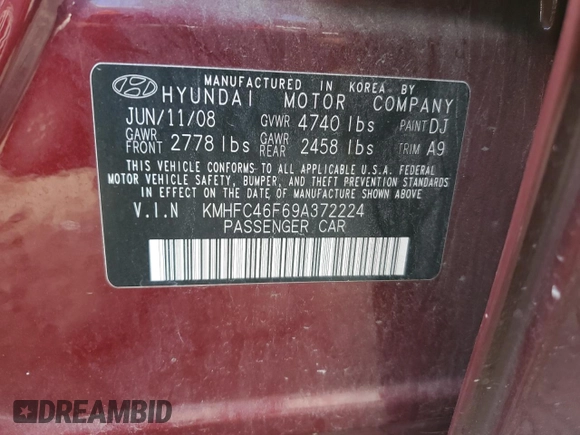 MANUFACTURED IN KOREA BY
HYUNDAI MOTOR COMPANY
JUN/11/08 GVWR 4740 lbs PAINT DJ
GAWR FRONT 2778 lbs GAWR REAR 2458 lbs TRIM A9
THIS VEHICLE CONFORMS TO ALL APPLICABLE U.S.A. FEDERAL
MOTOR VEHICLE SAFETY, BUMPER, AND THEFT PREVENTION STANDARDS
IN EFFECT ON THE DATE OF MANUFACTURE SHOWN ABOVE
V.I.N KMHFC46F69A372224
PASSENGER CAR
DREAMBID